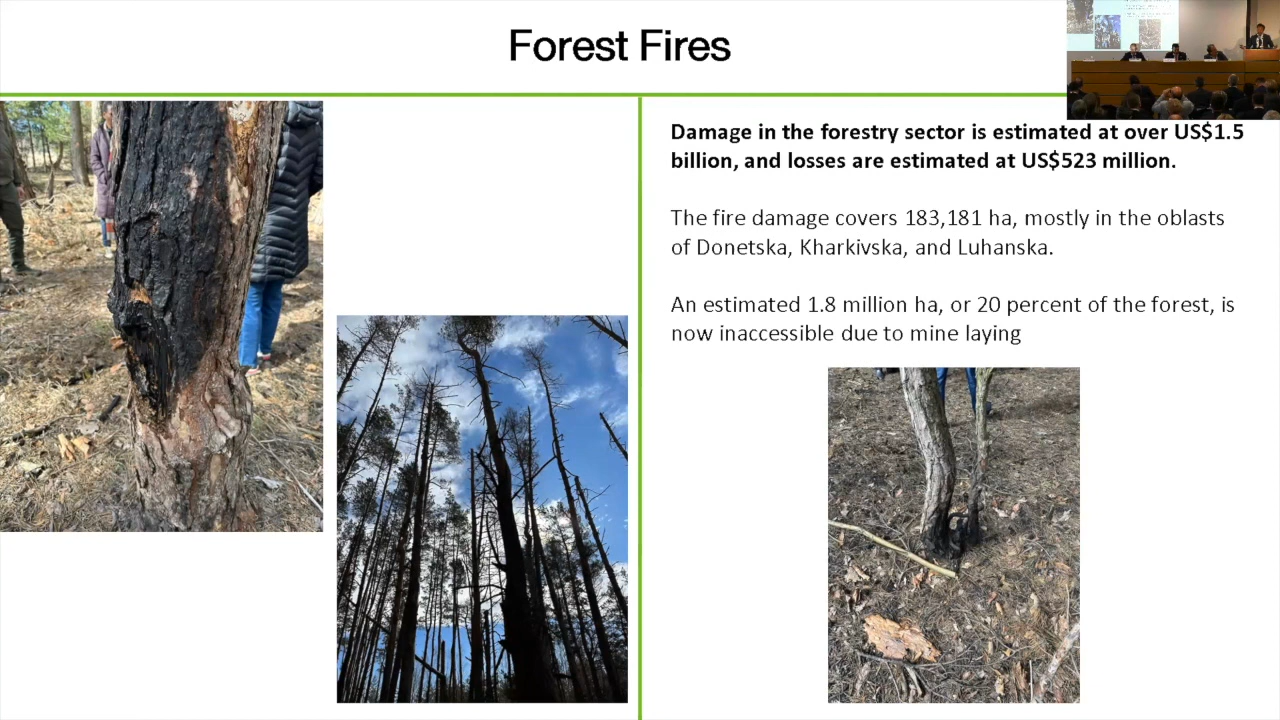 Forest Fires
Damage in the forestry sector is estimated at over US$1.5
billion, and losses are estimated at US$523 million.
The fire damage covers 183,181 ha, mostly in the oblasts
of Donetska, Kharkivska, and Luhanska.
An estimated 1.8 million ha, or 20 percent of the forest, is
now inaccessible due to mine laying